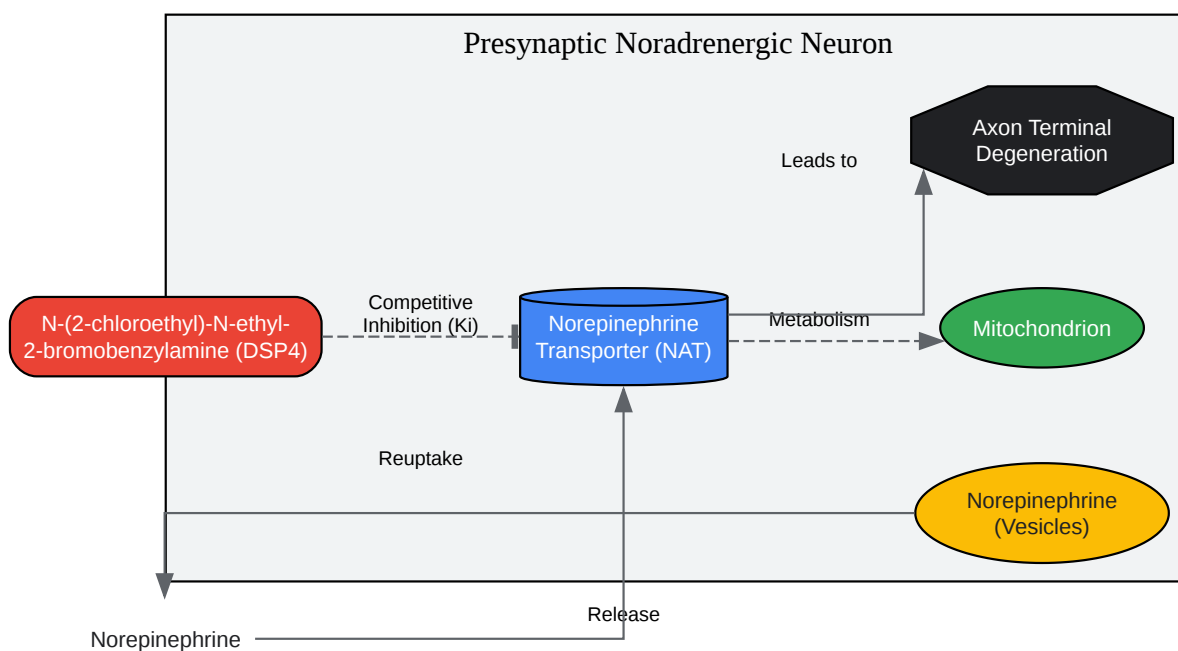 Presynaptic Noradrenergic Neuron
Axon Terminal
Degeneration
Leads to
N-(2-chloroethyl)-N-ethyl-
2-bromobenzylamine (DSP4)
Competitive
Inhibition (Ki)
Norepinephrine
Transporter (NAT)
Metabolism
Mitochondrion
Reuptake
Norepinephrine
(Vesicles)
Release
Norepinephrine